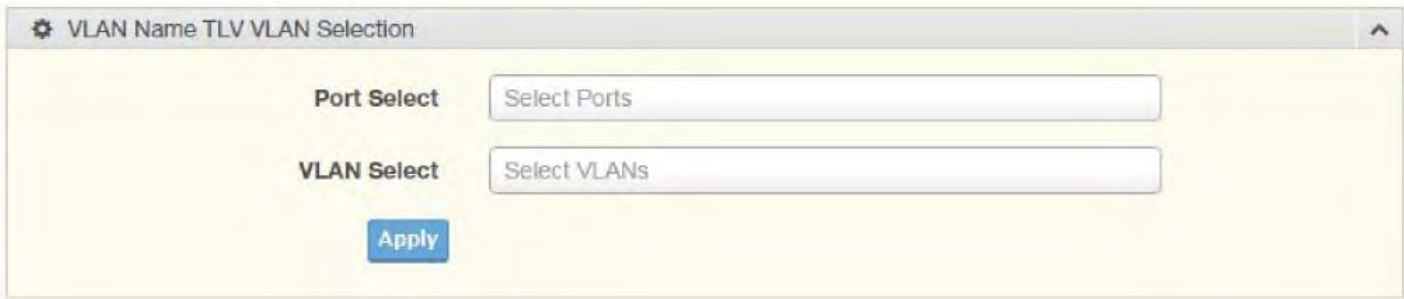 VLAN Name TLV VLAN Selection
Port Select Select Ports
VLAN Select Select VLANs
Apply